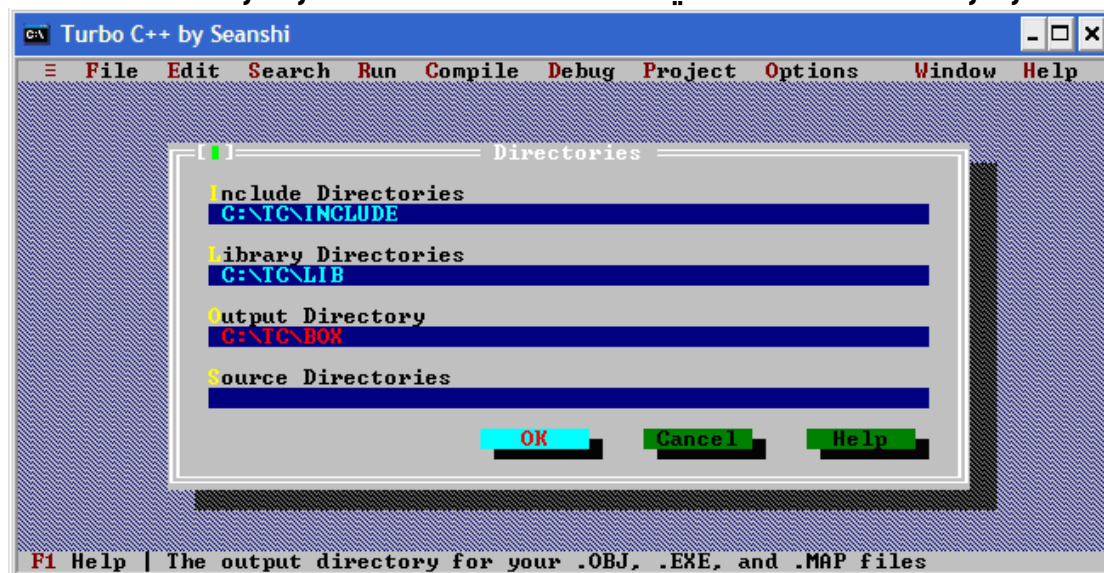 Turbo C++ by Seanshi
≡ File Edit Search Run Compile Debug Project Options Window Help
Directories
Include Directories
C:\TC\INCLUDE
Library Directories
C:\TC\LIB
Output Directory
C:\TC\BOX
Source Directories
OK Cancel Help
F1 Help | The output directory for your .OBJ, .EXE, and .MAP files